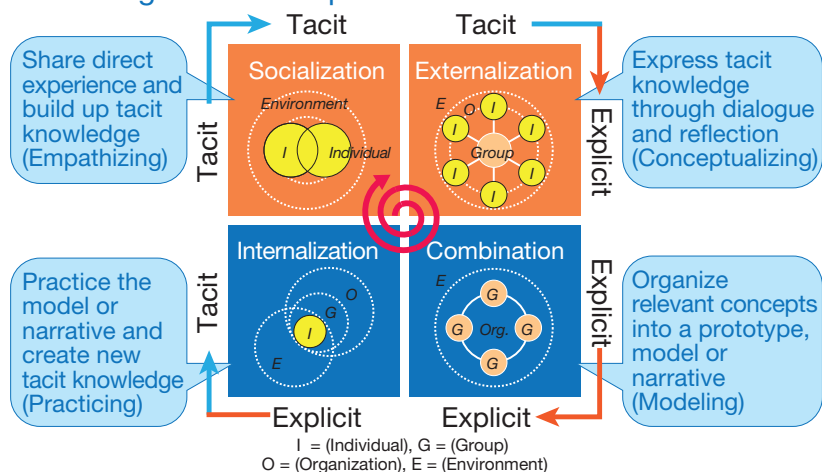 Tacit
Tacit
Share direct
experience and
build up tacit
knowledge
(Empathizing)
Tacit
Socialization
Environment
I
Individual
Externalization
E
O
I
I
I
Group
I
I
I
Explicit
Express tacit
knowledge
through dialogue
and reflection
(Conceptualizing)
Practice the
model or
narrative and
create new
tacit knowledge
(Practicing)
Tacit
Internalization
O
G
I
E
Combination
E
G
G
Org.
G
G
Explicit
Organize
relevant concepts
into a prototype,
model or
narrative
(Modeling)
Explicit
Explicit
I = (Individual), G = (Group)
O = (Organization), E = (Environment)